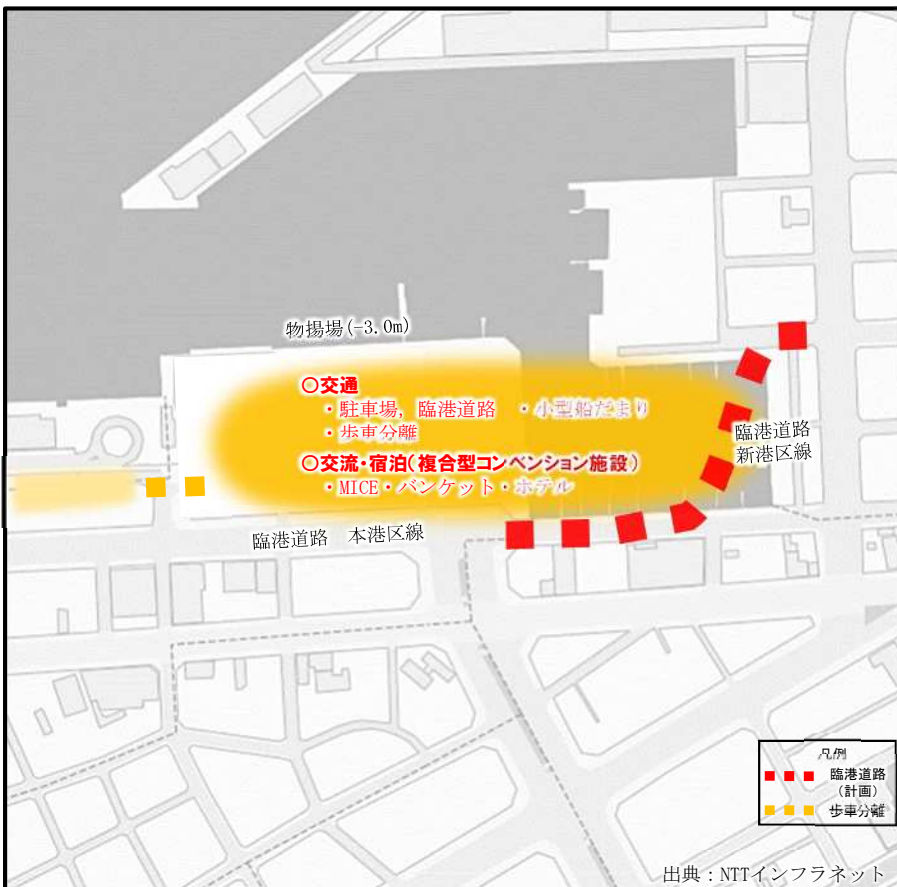 物揚場(-3.0m)
○交通
・駐車場，臨港道路　・小型船だまり
・歩車分離
○交流・宿泊(複合型コンベンション施設)
・MICE・バンケット・ホテル
臨港道路
新港区線
臨港道路　本港区線
凡例
臨港道路
(計画)
歩車分離
出典：NTTインフラネット